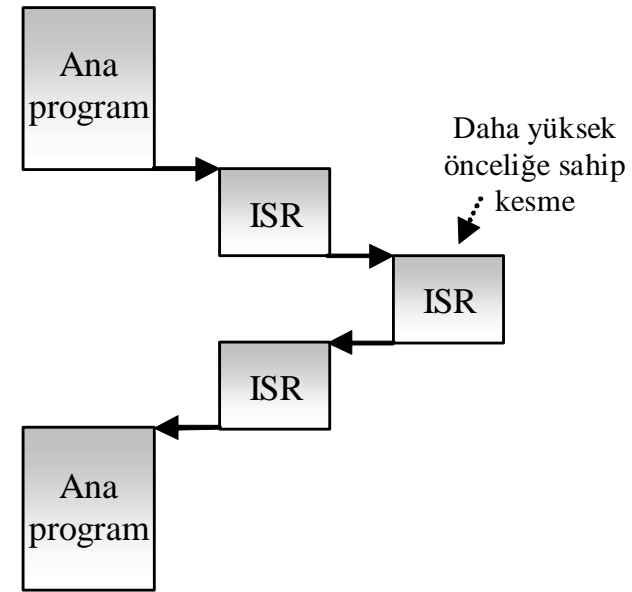 Ana
program
Daha yüksek
önceliğe sahip
kesme
ISR
ISR
ISR
Ana
program